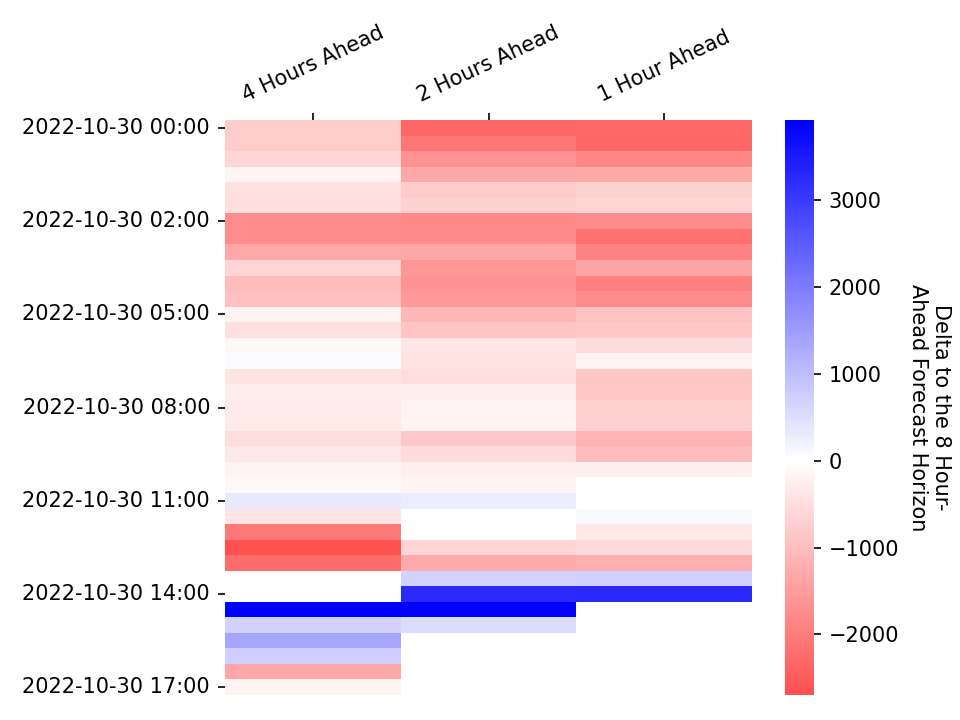 4 Hours Ahead
2 Hours Ahead
1 Hour Ahead
2022-10-30 00:00
2022-10-30 02:00
2022-10-30 05:00
2022-10-30 08:00
2022-10-30 11:00
2022-10-30 14:00
2022-10-30 17:00
3000
2000
1000
0
−1000
−2000
Delta to the 8 Hour-
Ahead Forecast Horizon